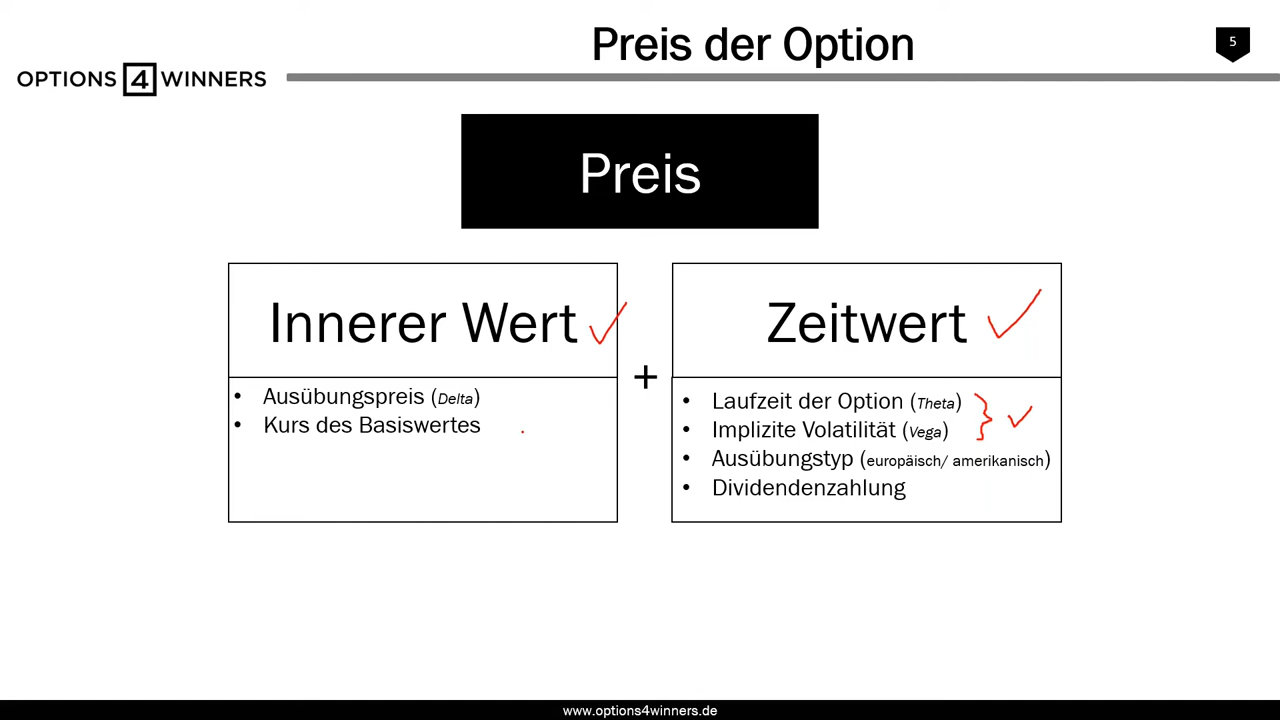 Preis der Option
5
OPTIONS 4 WINNERS
Preis
Innerer Wert
• Ausübungspreis (Delta)
• Kurs des Basiswertes
+
Zeitwert
• Laufzeit der Option (Theta)
• Implizite Volatilität (Vega)
• Ausübungstyp (europäisch/ amerikanisch)
• Dividendenzahlung
www.options4winners.de